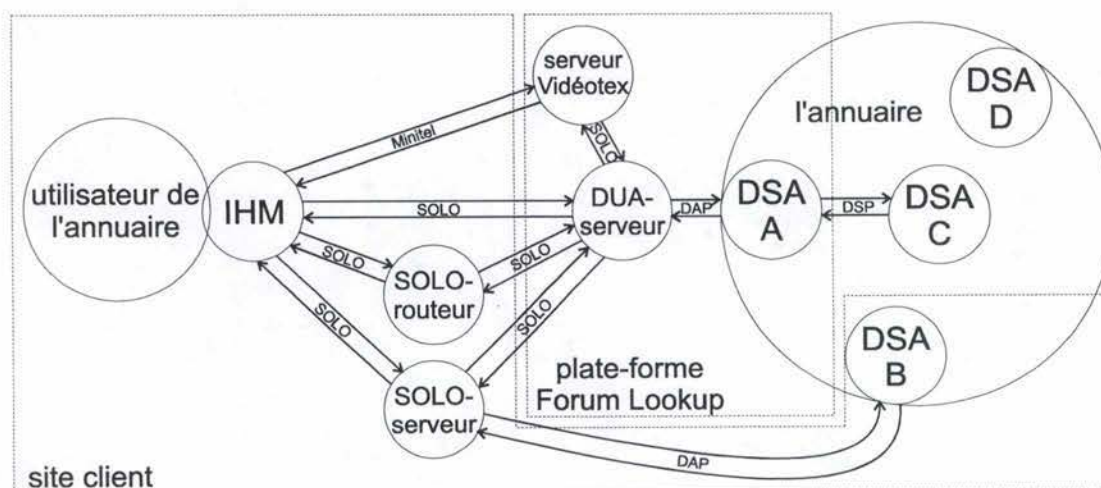 serveur
Vidéotex
DSA
D
l'annuaire
Minitel
SOLO
utilisateur de
l'annuaire
IHM
SOLO
DUA-
serveur
DAP
DSA
A
DSP
DSA
C
SOLO
SOLO
SOLO-
routeur
SOLO
SOLO
DSA
B
plate-forme
Forum Lookup
SOLO-
serveur
DAP
site client